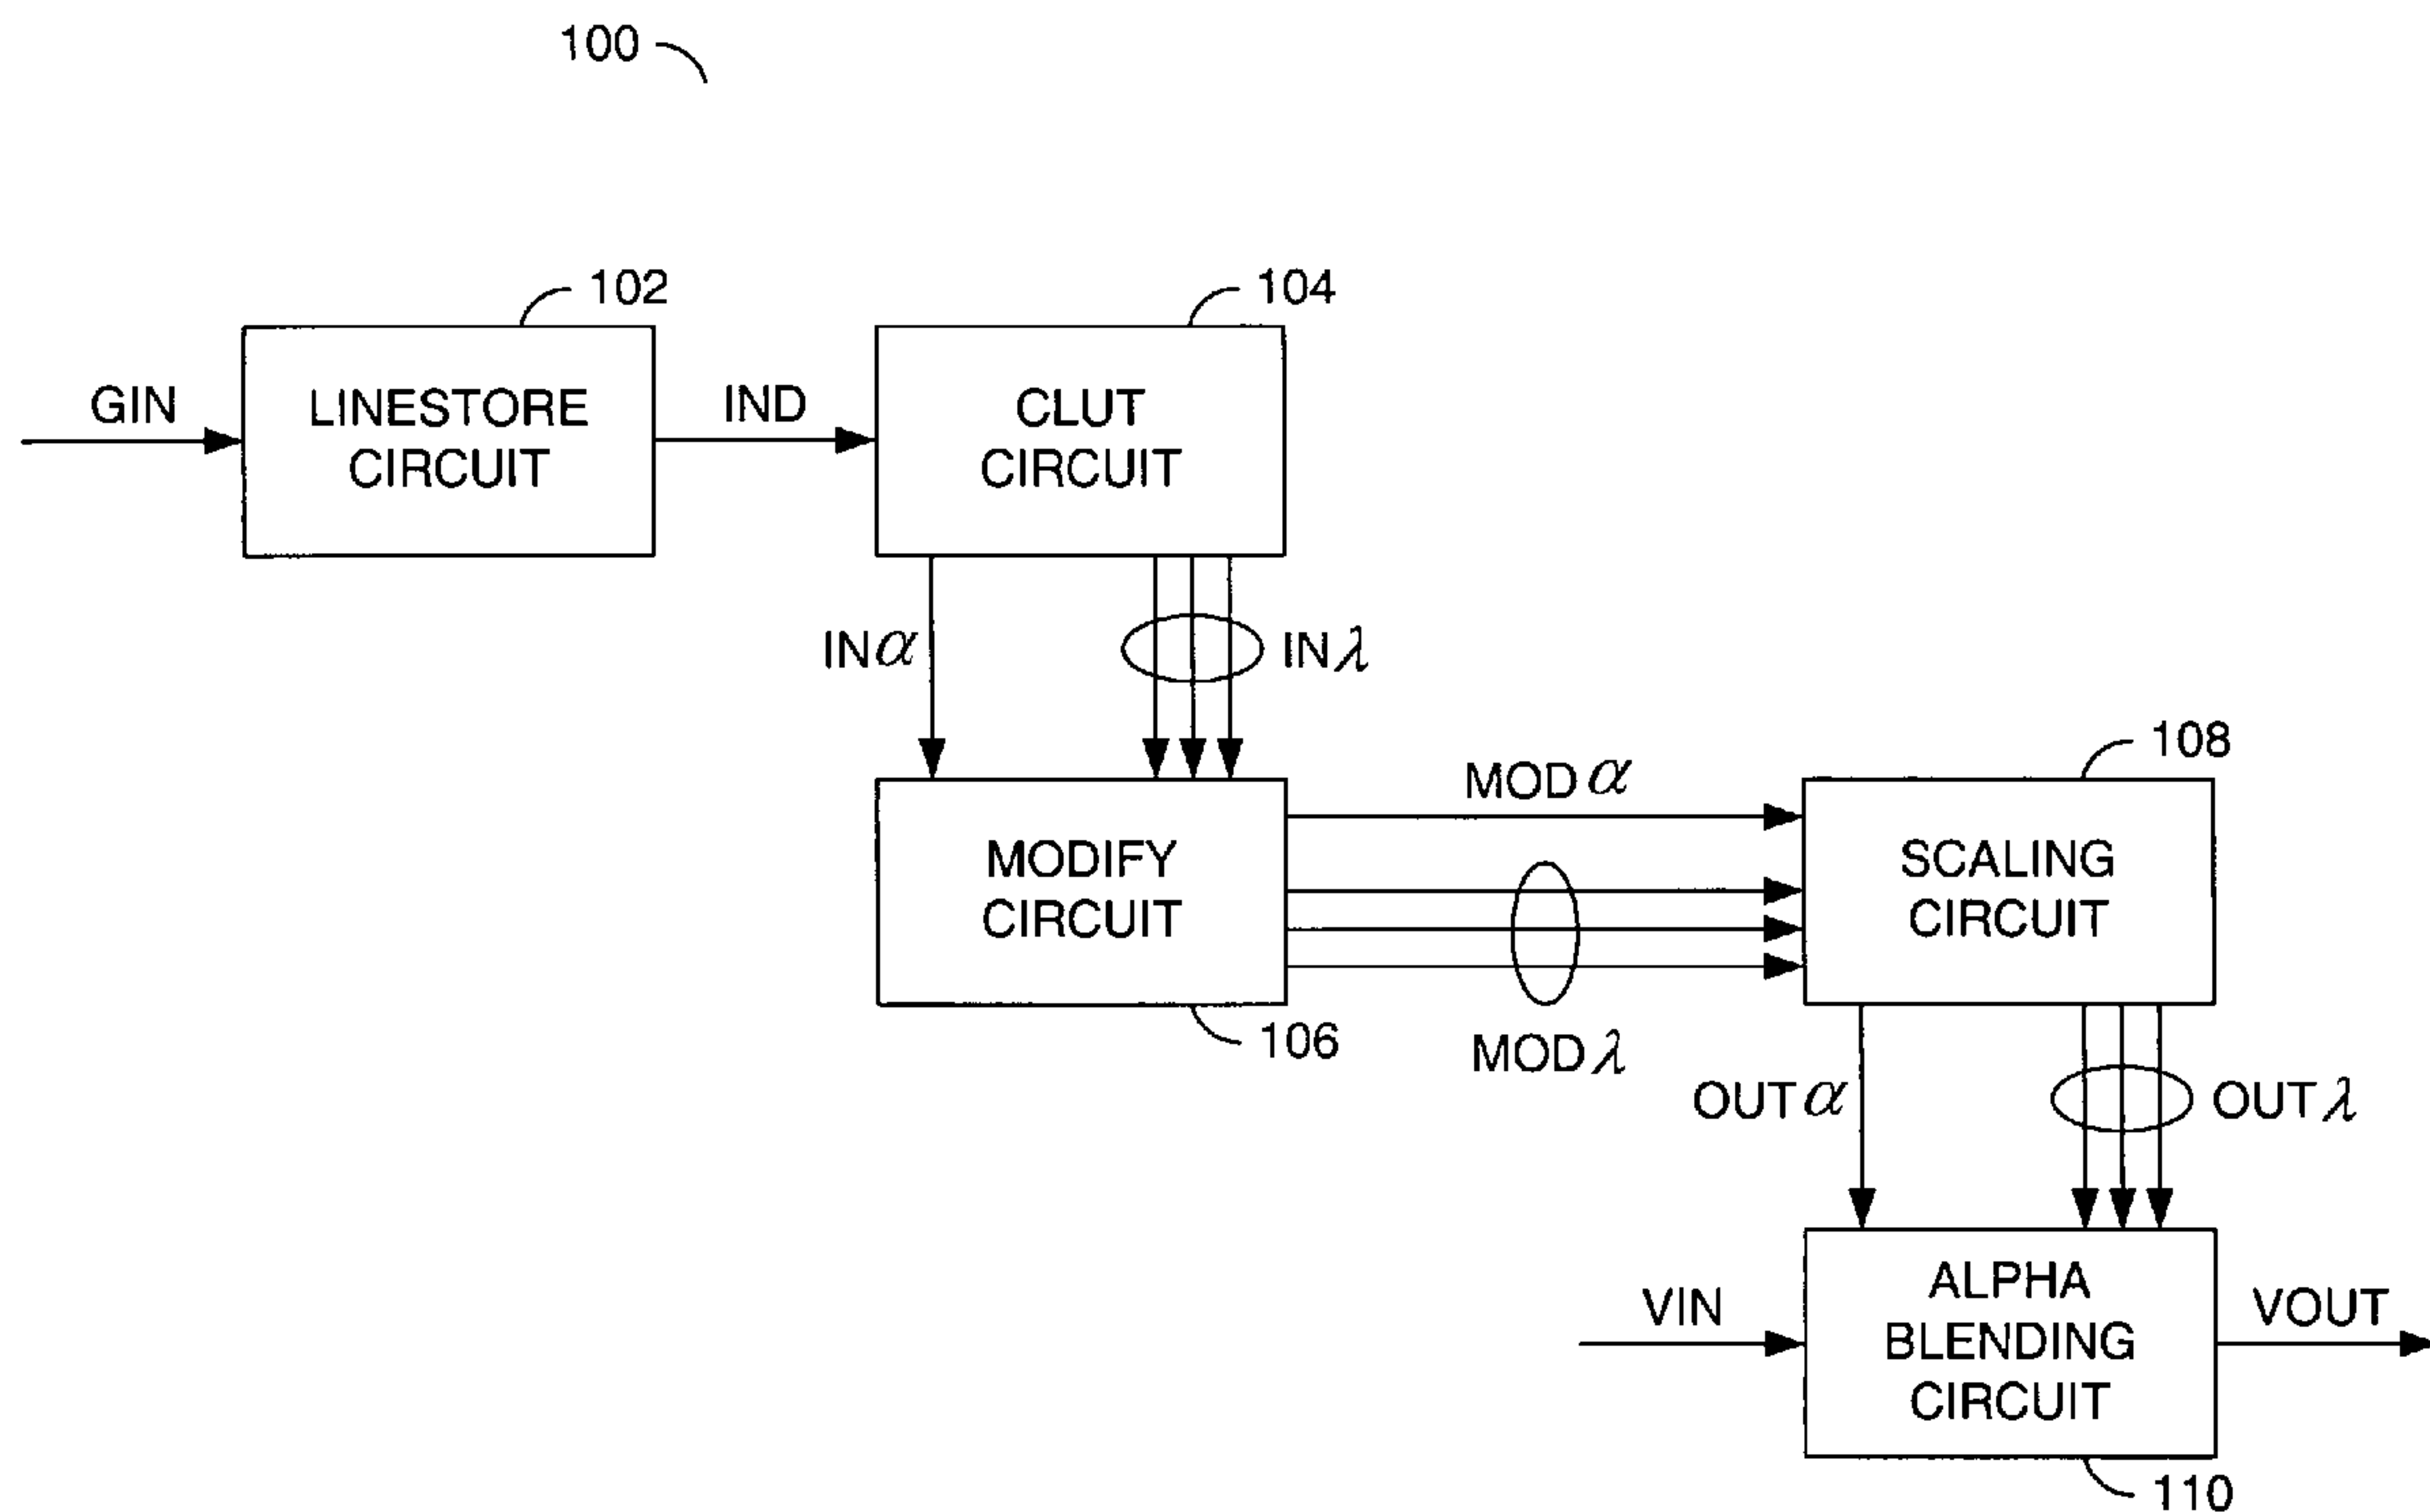 100
102
104
GIN
LINESTORE
CIRCUIT
IND
CLUT
CIRCUIT
INα
INλ
108
MODα
MODIFY
CIRCUIT
SCALING
CIRCUIT
106
MODλ
OUTα
OUTλ
VIN
ALPHA
BLENDING
CIRCUIT
VOUT
110